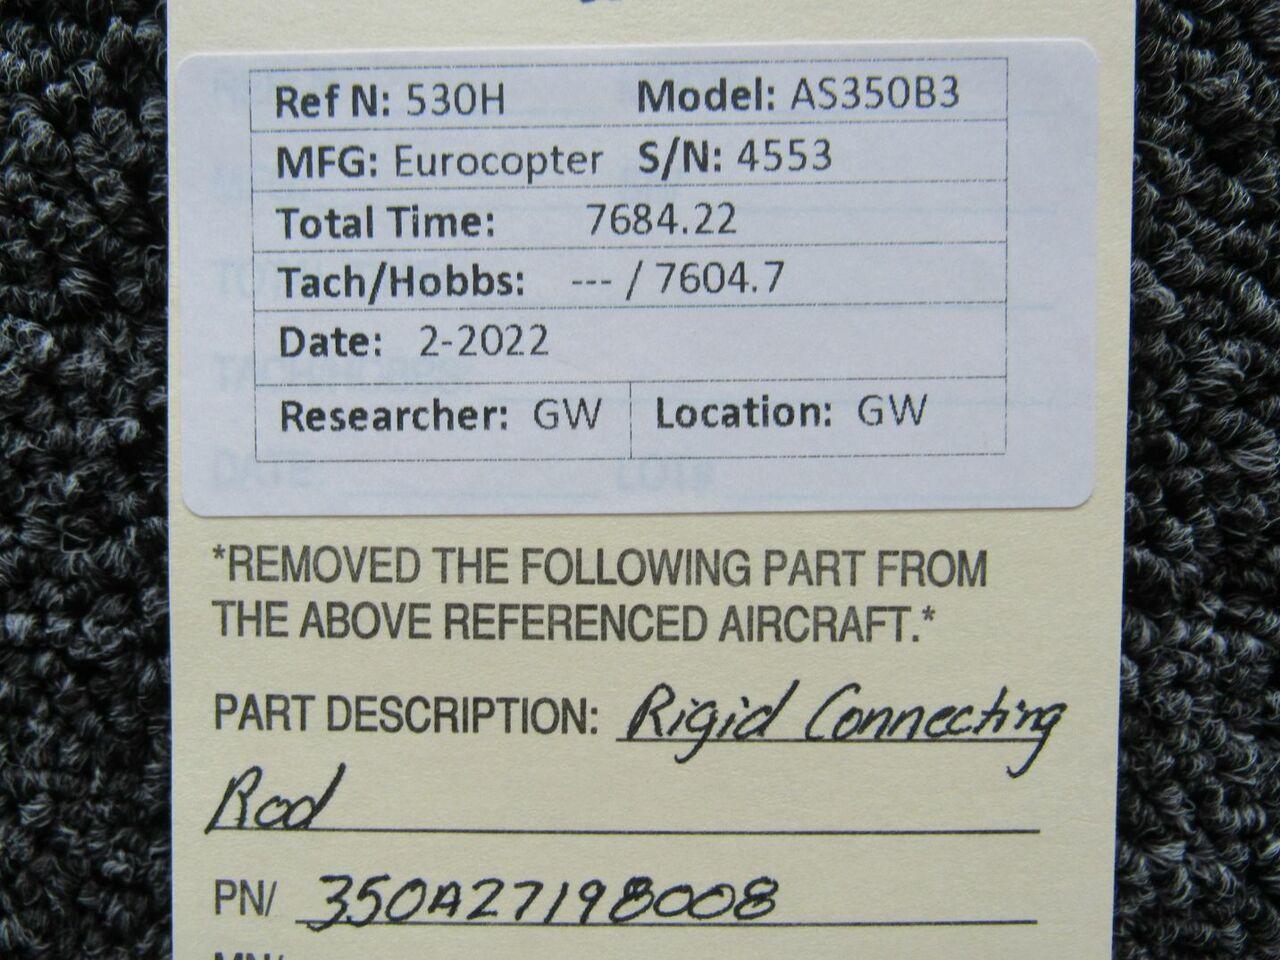 Ref N: 530H Model: AS350B3
MFG: Eurocopter S/N: 4553
Total Time: 7684.22
Tach/Hobbs: --- / 7604.7
Date: 2-2022
Researcher: GW Location: GW
*REMOVED THE FOLLOWING PART FROM
THE ABOVE REFERENCED AIRCRAFT.*
PART DESCRIPTION: Rigid Connecting
Rod
PN/ 350A27198008